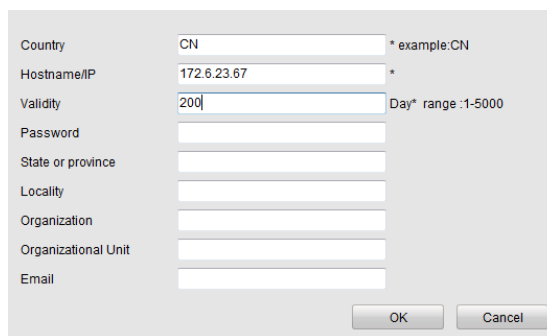 Country CN * example:CN
Hostname/IP 172.6.23.67 *
Validity 200 Day* range :1-5000
Password
State or province
Locality
Organization
Organizational Unit
Email
OK Cancel